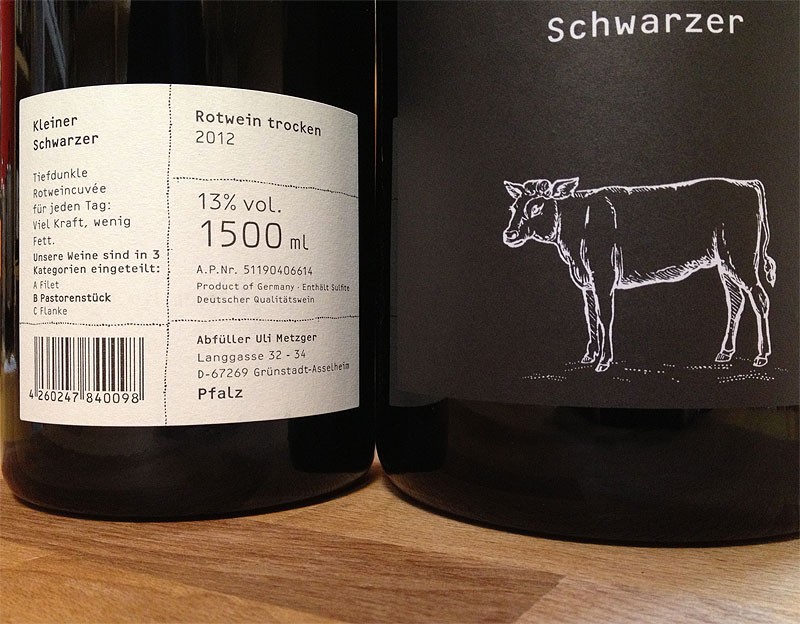 Kleiner
Schwarzer
Tiefdunkle
Rotweincuvée
für jeden Tag:
Viel Kraft, wenig
Fett.
Unsere Weine sind in 3
Kategorien eingeteilt:
A Filet
B Pastorenstück
C Flanke
4 260247 840098
Rotwein trocken
2012
13% vol.
1500 ml
A.P.Nr. 51190406614
Product of Germany · Enthält Sulfite
Deutscher Qualitätswein
Abfüller Uli Metzger
Langgasse 32 - 34
D-67269 Grünstadt-Asselheim
Pfalz
Schwarzer